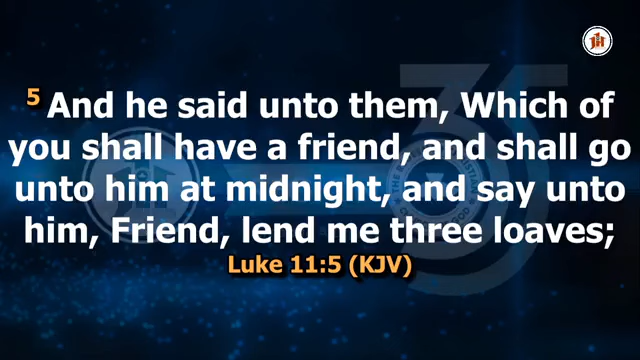 5 And he said unto them, Which of
you shall have a friend, and shall go
unto him at midnight, and say unto
him, Friend, lend me three loaves;
Luke 11:5 (KJV)